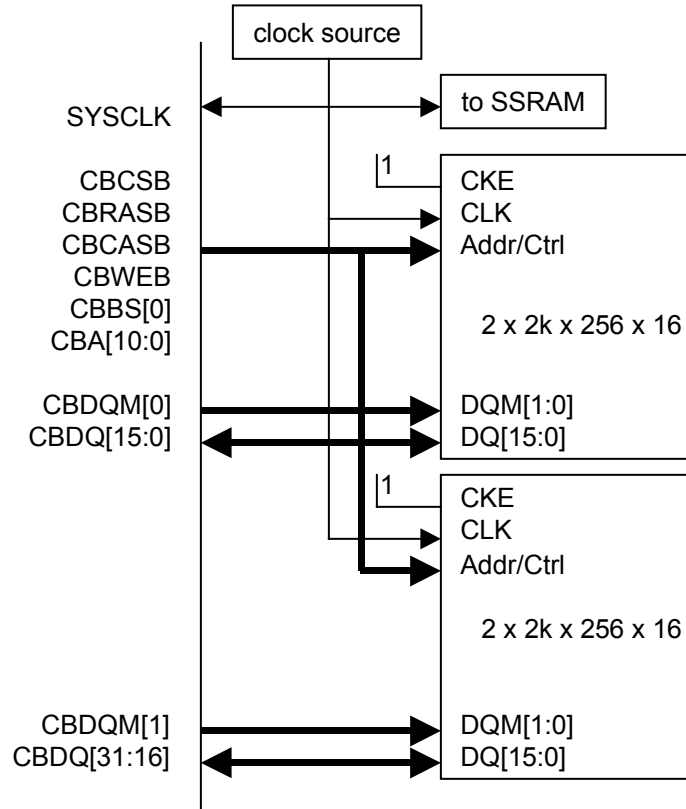 clock source
SYSCLK
to SSRAM
CBCSB
1
CKE
CBRASB
CLK
CBCASB
Addr/Ctrl
CBWEB
CBBS[0]
2 x 2k x 256 x 16
CBA[10:0]
CBDQM[0]
DQM[1:0]
CBDQ[15:0]
DQ[15:0]
1
CKE
CLK
Addr/Ctrl
2 x 2k x 256 x 16
CBDQM[1]
DQM[1:0]
CBDQ[31:16]
DQ[15:0]